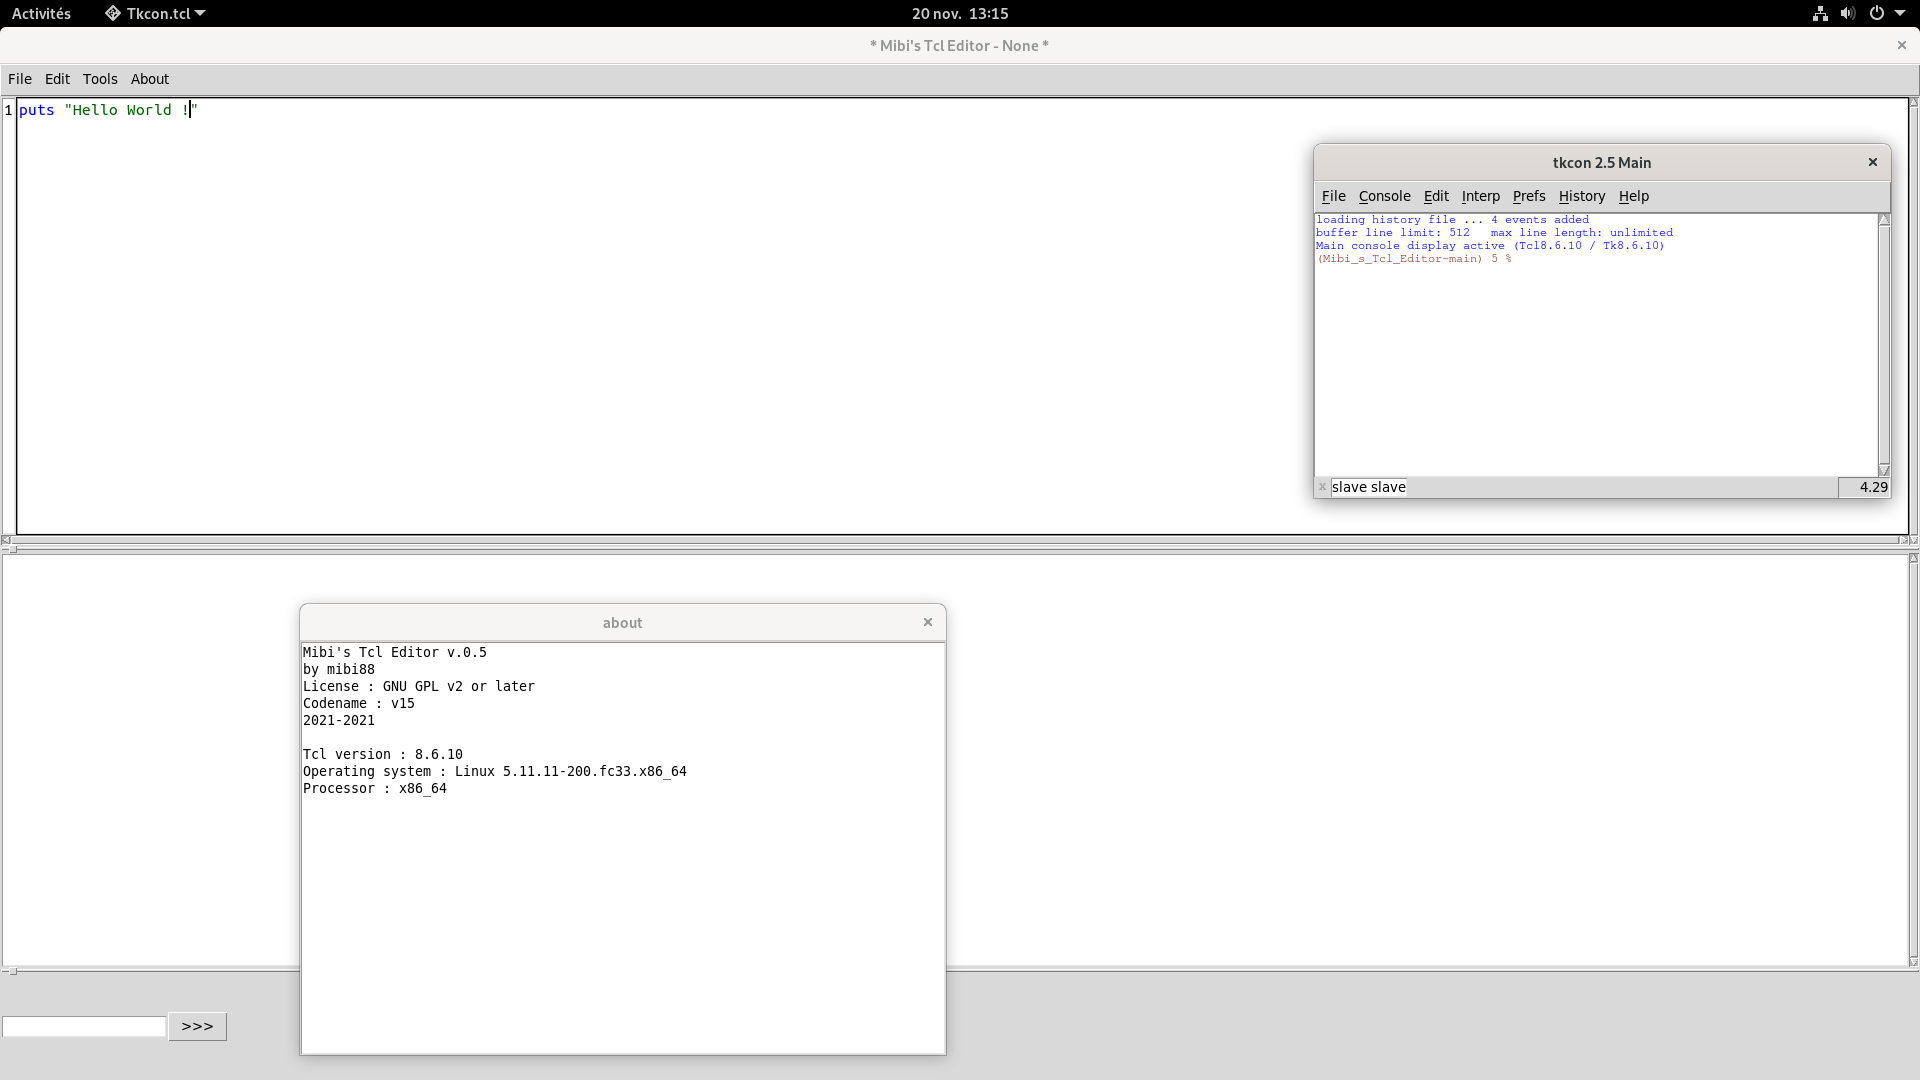 Activités
Tkcon.tcl
20 nov. 13:15
* Mibi's Tcl Editor - None *
×
File Edit Tools About
1 puts "Hello World !"
tkcon 2.5 Main
×
File Console Edit Interp Prefs History Help
loading history file ... 4 events added
buffer line limit: 512 max line length: unlimited
Main console display active (Tcl8.6.10 / Tk8.6.10)
(Mibi_s_Tcl_Editor-main) 5 %
x slave slave 4.29
about
×
Mibi's Tcl Editor v.0.5
by mibi88
License : GNU GPL v2 or later
Codename : v15
2021-2021
Tcl version : 8.6.10
Operating system : Linux 5.11.11-200.fc33.x86_64
Processor : x86_64
>>>